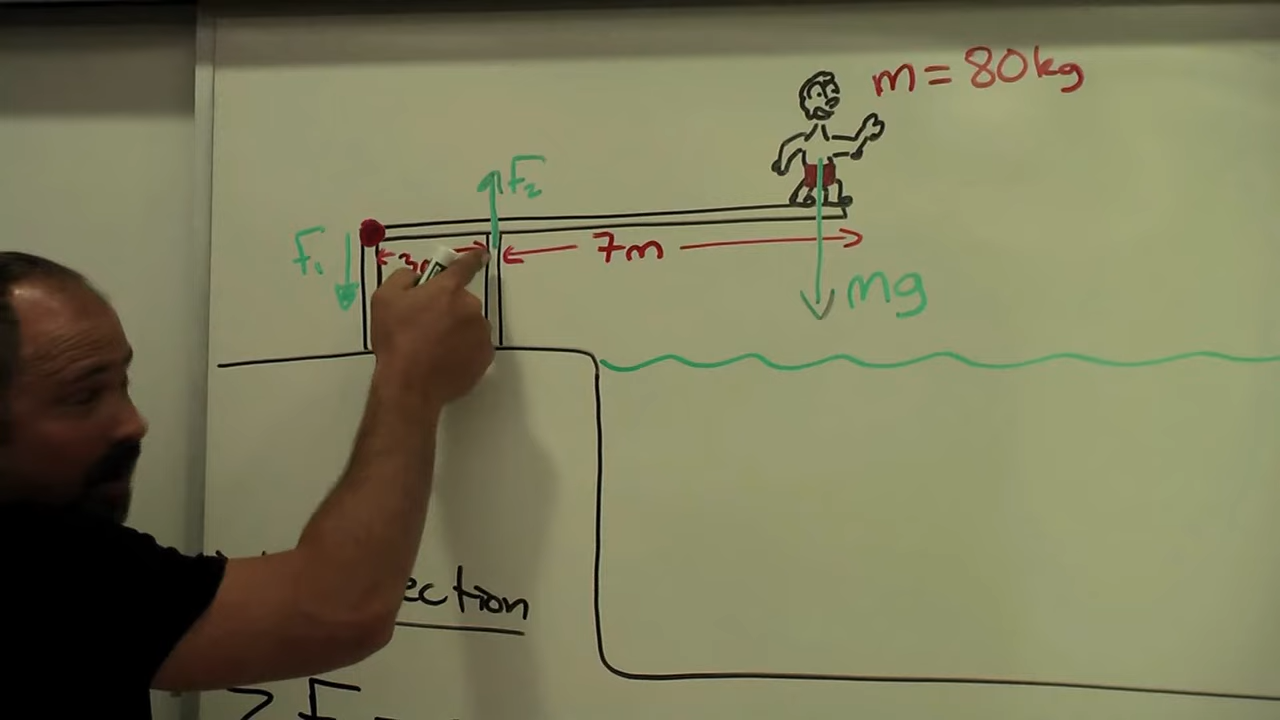 m = 80kg
F₂
F₁
7m
mg
ection